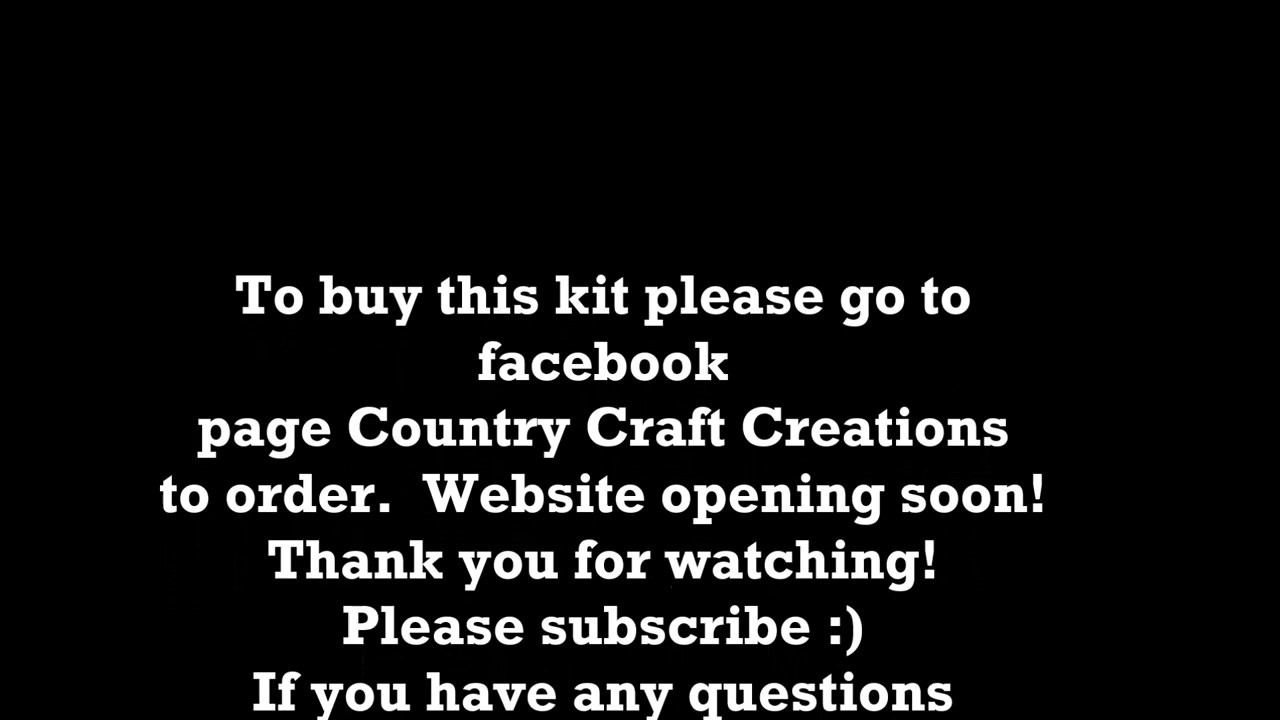 To buy this kit please go to
facebook
page Country Craft Creations
to order.  Website opening soon!
Thank you for watching!
Please subscribe :)
If you have any questions